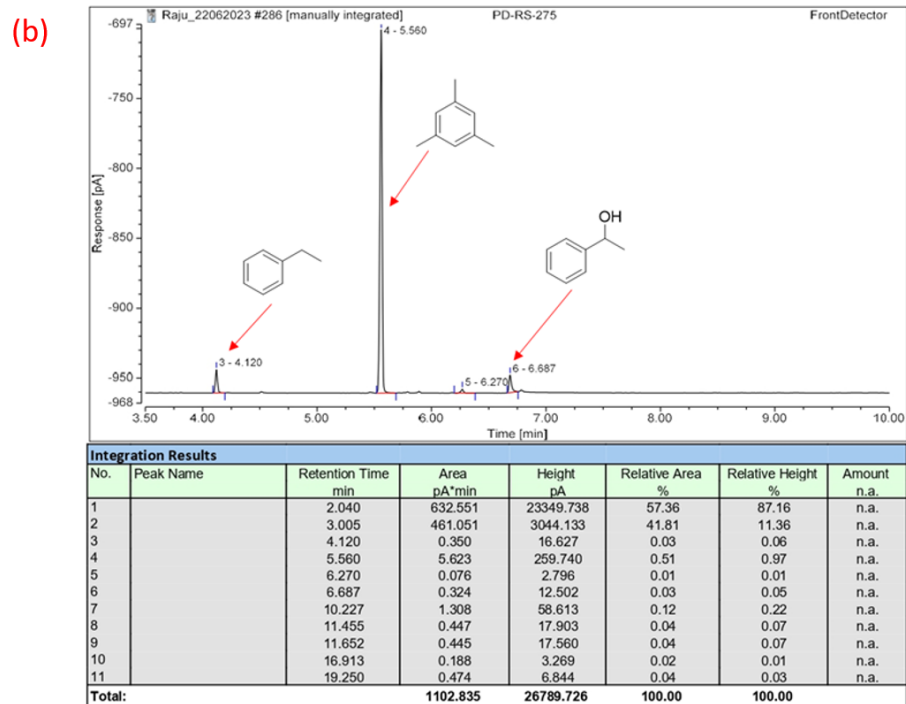 (b)
Raju_22062023 #286 [manually integrated] PD-RS-275 FrontDetector
-697
-750
-800
-850
-900
-950
-968
Response [pA]
4 - 5.560
OH
3 - 4.120
5 - 6.270
6 - 6.687
3.50 4.00 5.00 6.00 7.00 8.00 9.00 10.00
Time [min]
Integration Results
No. Peak Name Retention Time Area Height Relative Area Relative Height Amount
min pA*min pA % % n.a.
1 2.040 632.551 23349.738 57.36 87.16 n.a.
2 3.005 461.051 3044.133 41.81 11.36 n.a.
3 4.120 0.350 16.627 0.03 0.06 n.a.
4 5.560 5.623 259.740 0.51 0.97 n.a.
5 6.270 0.076 2.796 0.01 0.01 n.a.
6 6.687 0.324 12.502 0.03 0.05 n.a.
7 10.227 1.308 58.613 0.12 0.22 n.a.
8 11.455 0.447 17.903 0.04 0.07 n.a.
9 11.652 0.445 17.560 0.04 0.07 n.a.
10 16.913 0.188 3.269 0.02 0.01 n.a.
11 19.250 0.474 6.844 0.04 0.03 n.a.
Total: 1102.835 26789.726 100.00 100.00